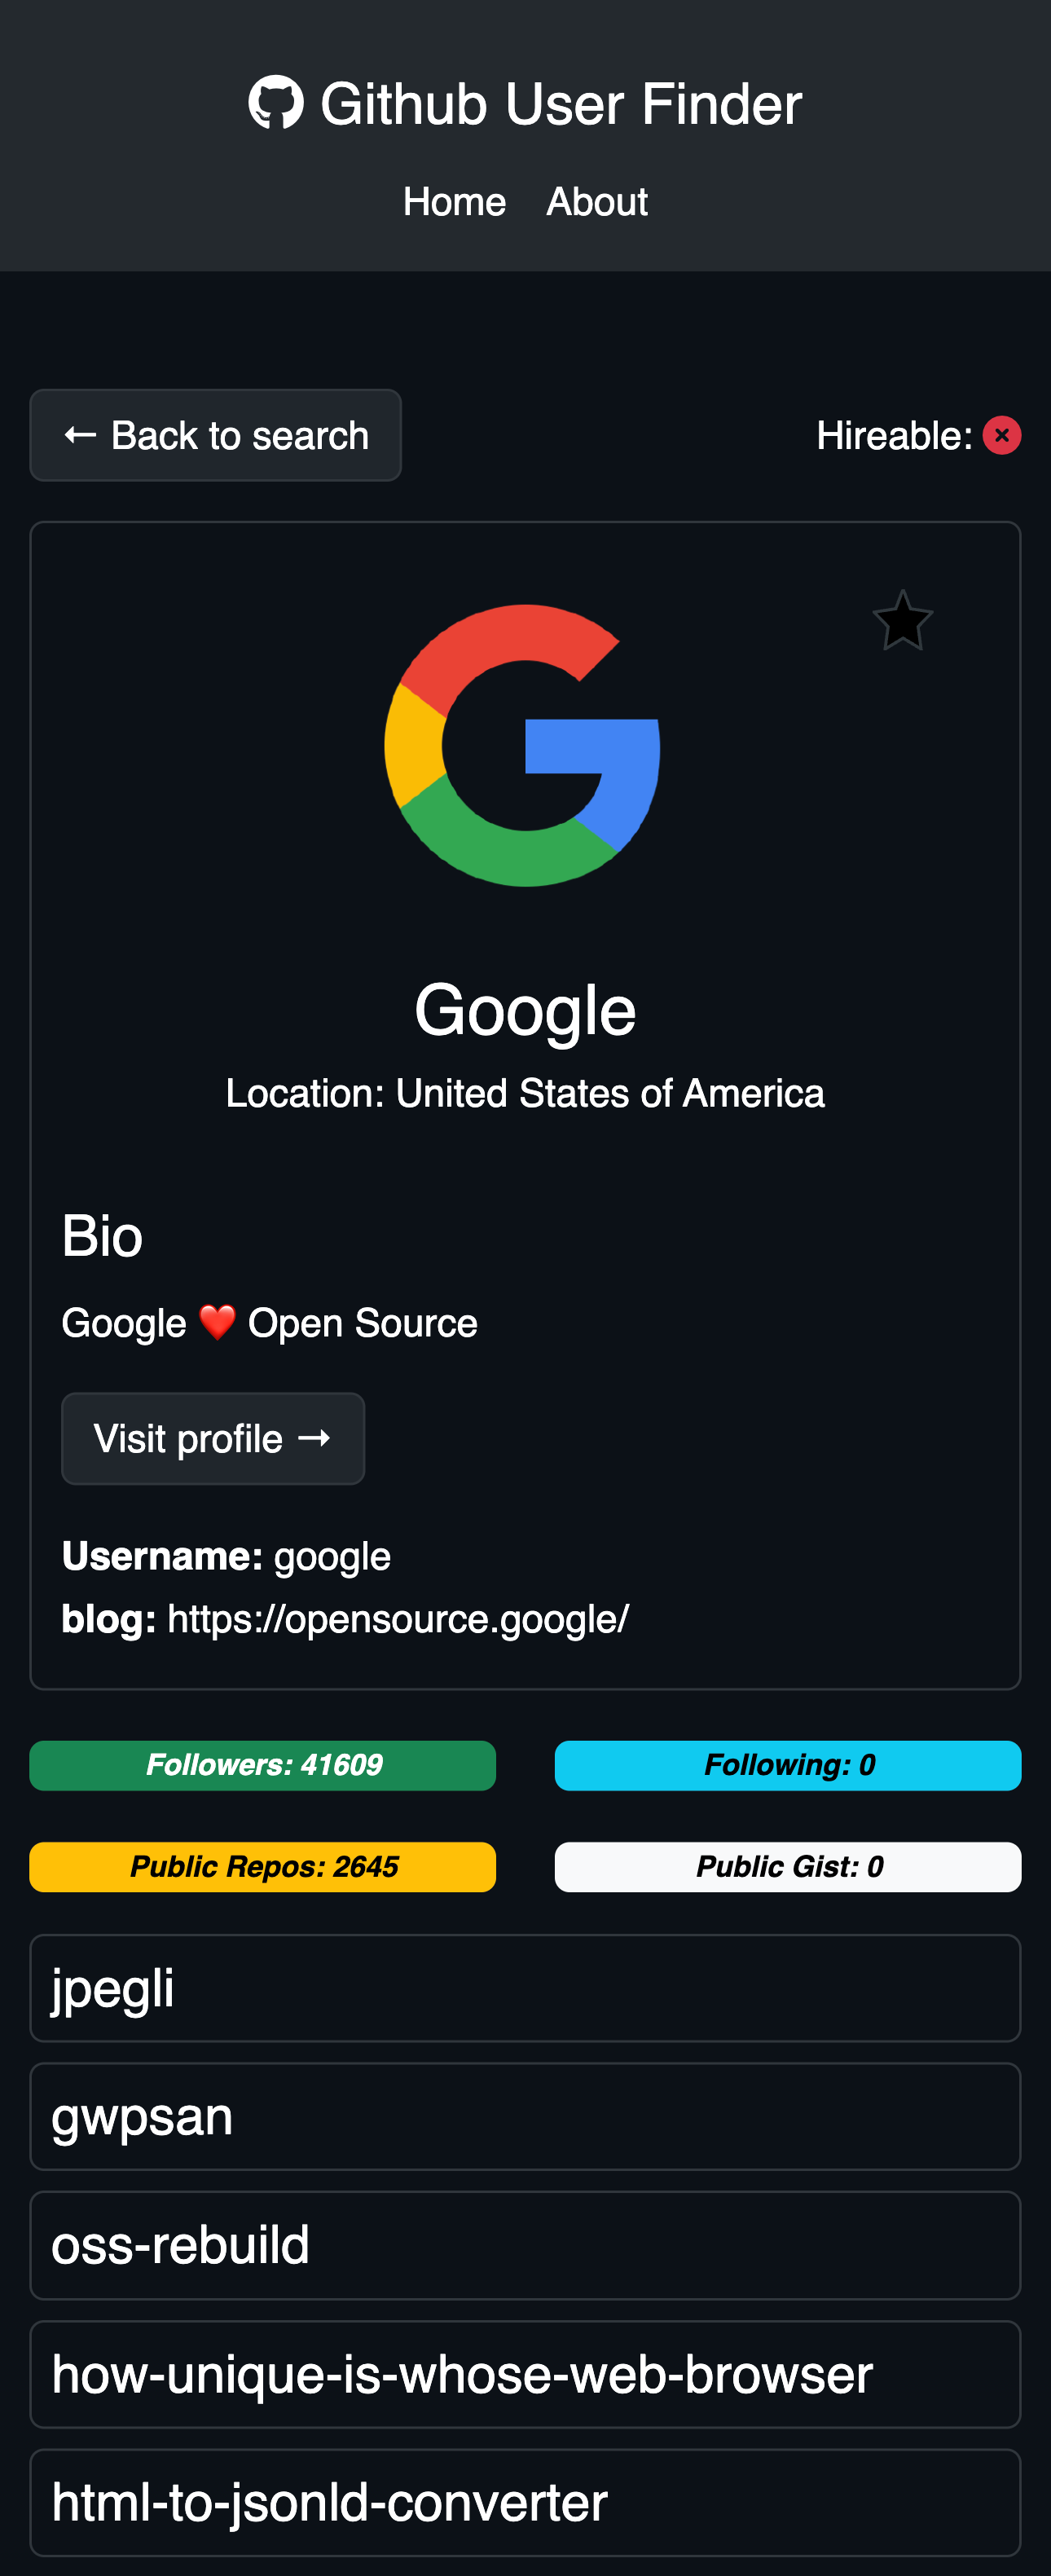 Github User Finder
Home About
← Back to search
Hireable:
Google
Location: United States of America
Bio
Google ❤️ Open Source
Visit profile →
Username: google
blog: https://opensource.google/
Followers: 41609
Following: 0
Public Repos: 2645
Public Gist: 0
jpegli
gwpsan
oss-rebuild
how-unique-is-whose-web-browser
html-to-jsonld-converter